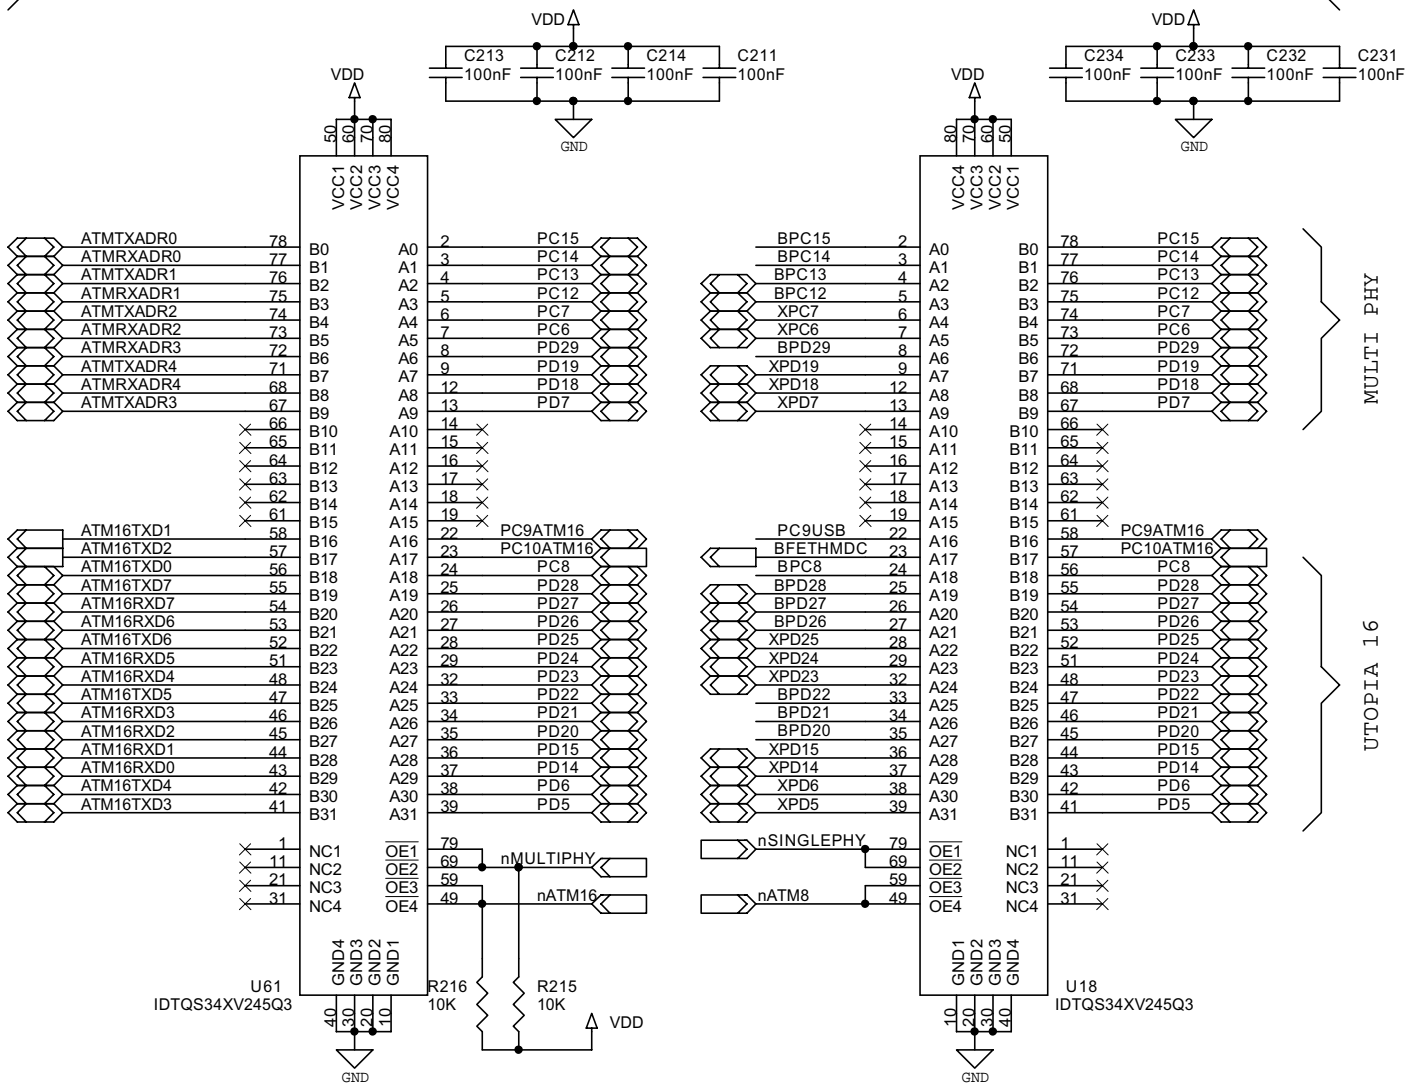 VDD VDD
C213 C212 C214 C211 C234 C233 C232 C231
100nF 100nF 100nF 100nF 100nF 100nF 100nF 100nF
VDD VDD
GND GND
50 60 70 80 80 70 60 50
VCC1 VCC2 VCC3 VCC4 VCC4 VCC3 VCC2 VCC1
ATMTXADR0 78 B0 A0 2 PC15 BPC15 2 A0 B0 78 PC15
ATMRXADR0 77 B1 A1 3 PC14 BPC14 3 A1 B1 77 PC14
ATMTXADR1 76 B2 A2 4 PC13 BPC13 4 A2 B2 76 PC13
ATMRXADR1 75 B3 A3 5 PC12 BPC12 5 A3 B3 75 PC12
ATMTXADR2 74 B4 A4 6 PC7 XPC7 6 A4 B4 74 PC7
ATMRXADR2 73 B5 A5 7 PC6 XPC6 7 A5 B5 73 PC6
ATMRXADR3 72 B6 A6 8 PD29 BPD29 8 A6 B6 72 PD29
ATMTXADR4 71 B7 A7 9 PD19 XPD19 9 A7 B7 71 PD19
ATMRXADR4 68 B8 A8 12 PD18 XPD18 12 A8 B8 68 PD18
ATMTXADR3 67 B9 A9 13 PD7 XPD7 13 A9 B9 67 PD7
MULTI PHY
66 B10 A10 14 14 A10 B10 66
65 B11 A11 15 15 A11 B11 65
64 B12 A12 16 16 A12 B12 64
63 B13 A13 17 17 A13 B13 63
62 B14 A14 18 18 A14 B14 62
61 B15 A15 19 19 A15 B15 61
ATM16TXD1 58 B16 A16 22 PC9ATM16 PC9USB 22 A16 B16 58 PC9ATM16
ATM16TXD2 57 B17 A17 23 PC10ATM16 BFETHMDC 23 A17 B17 57 PC10ATM16
ATM16TXD0 56 B18 A18 24 PC8 BPC8 24 A18 B18 56 PC8
ATM16TXD7 55 B19 A19 25 PD28 BPD28 25 A19 B19 55 PD28
ATM16RXD7 54 B20 A20 26 PD27 BPD27 26 A20 B20 54 PD27
ATM16RXD6 53 B21 A21 27 PD26 BPD26 27 A21 B21 53 PD26
ATM16TXD6 52 B22 A22 28 PD25 XPD25 28 A22 B22 52 PD25
ATM16RXD5 51 B23 A23 29 PD24 XPD24 29 A23 B23 51 PD24
ATM16RXD4 48 B24 A24 32 PD23 XPD23 32 A24 B24 48 PD23
ATM16TXD5 47 B25 A25 33 PD22 BPD22 33 A25 B25 47 PD22
ATM16RXD3 46 B26 A26 34 PD21 BPD21 34 A26 B26 46 PD21
ATM16RXD2 45 B27 A27 35 PD20 BPD20 35 A27 B27 45 PD20
ATM16RXD1 44 B28 A28 36 PD15 XPD15 36 A28 B28 44 PD15
ATM16RXD0 43 B29 A29 37 PD14 XPD14 37 A29 B29 43 PD14
ATM16TXD4 42 B30 A30 38 PD6 XPD6 38 A30 B30 42 PD6
ATM16TXD3 41 B31 A31 39 PD5 XPD5 39 A31 B31 41 PD5
UTOPIA 16
1 NC1 OE1 79 nSINGLEPHY 79 OE1 NC1 1
11 NC2 OE2 69 nMULTIPHY 69 OE2 NC2 11
21 NC3 OE3 59 59 OE3 NC3 21
31 NC4 OE4 49 nATM16 nATM8 49 OE4 NC4 31
GND4 GND3 GND2 GND1 GND1 GND2 GND3 GND4
U61 R216 R215 U18
IDTQS34XV245Q3 10K 10K IDTQS34XV245Q3
40 30 20 10 VDD 10 20 30 40
GND GND